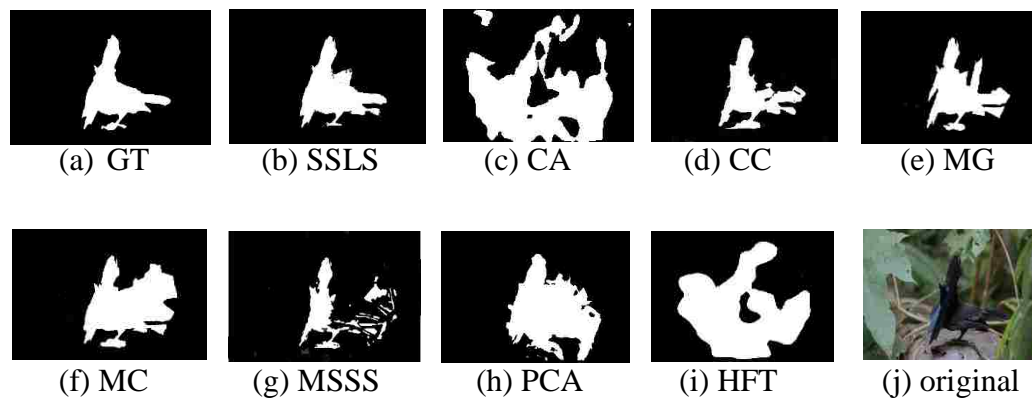 (a) GT (b) SSLS (c) CA (d) CC (e) MG
(f) MC (g) MSSS (h) PCA (i) HFT (j) original